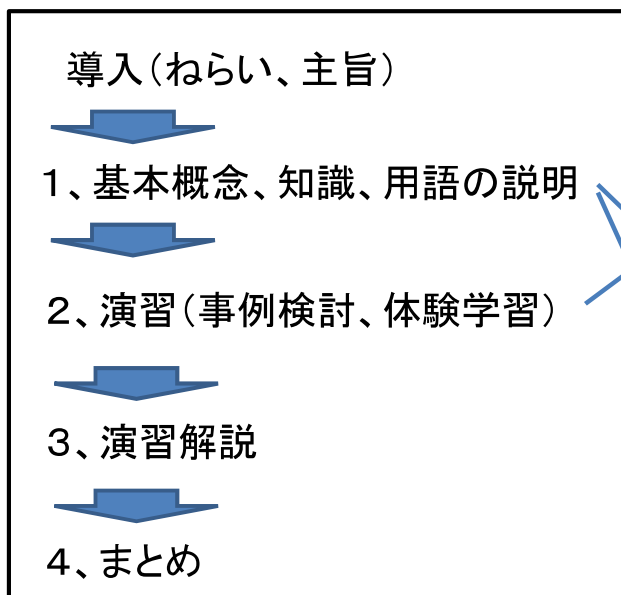 導入(ねらい、主旨)
1、基本概念、知識、用語の説明
2、演習(事例検討、体験学習)
3、演習解説
4、まとめ